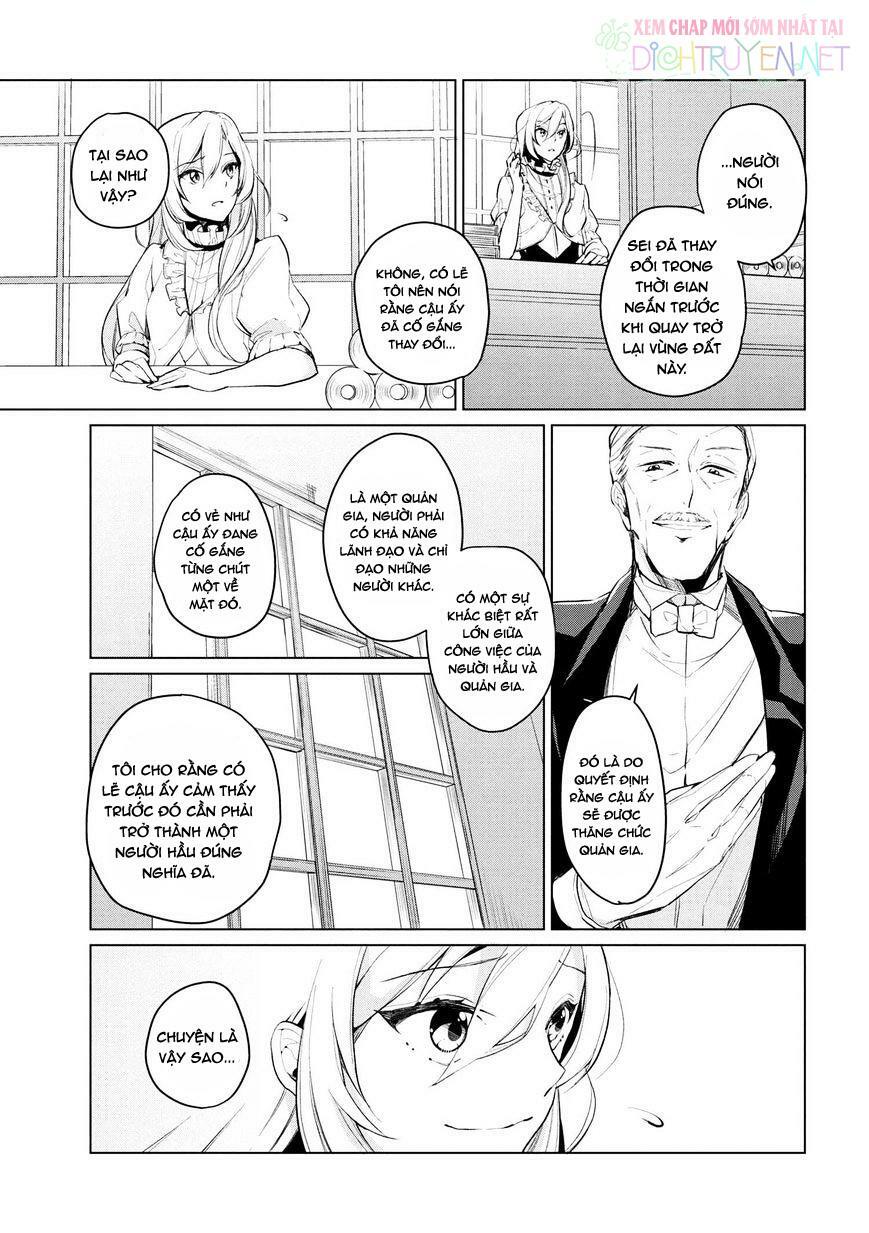 XEM CHAP MỚI SỚM NHẤT TẠI
DICHTRUYEN.NET
...NGƯỜI
NÓI
ĐÚNG.
SEI ĐÃ THAY
ĐỔI TRONG
THỜI GIAN
NGẮN TRƯỚC
KHI QUAY TRỞ
LẠI VÙNG ĐẤT
NÀY.
KHÔNG, CÓ LẼ
TÔI NÊN NÓI
RẰNG CẬU ẤY
ĐÃ CỐ GẮNG
THAY ĐỔI...
TẠI SAO
LẠI NHƯ
VẬY?
ĐÓ LÀ DO
QUYẾT ĐỊNH
RẰNG CẬU ẤY
SẼ ĐƯỢC
THĂNG CHỨC
QUẢN GIA.
CÓ MỘT SỰ
KHÁC BIỆT RẤT
LỚN GIỮA
CÔNG VIỆC CỦA
NGƯỜI HẦU VÀ
QUẢN GIA.
LÀ MỘT QUẢN
GIA, NGƯỜI PHẢI
CÓ KHẢ NĂNG
LÃNH ĐẠO VÀ CHỈ
ĐẠO NHỮNG
NGƯỜI KHÁC.
CÓ VẺ NHƯ
CẬU ẤY ĐANG
CỐ GẮNG
TỪNG CHÚT
MỘT VỀ
MẶT ĐÓ.
TÔI CHO RẰNG CÓ
LẼ CẬU ẤY CẢM THẤY
TRƯỚC ĐÓ CẦN PHẢI
TRỞ THÀNH MỘT
NGƯỜI HẦU ĐÚNG
NGHĨA ĐÃ.
CHUYỆN LÀ
VẬY SAO...